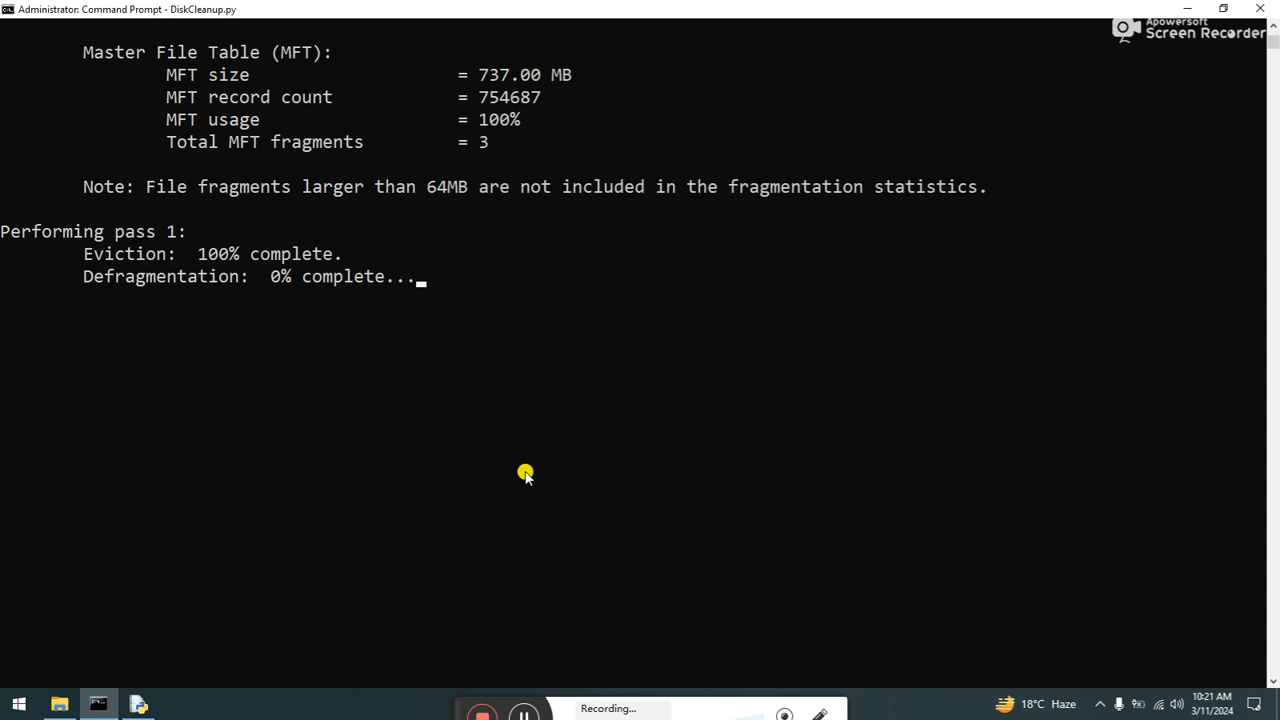 Administrator: Command Prompt - DiskCleanup.py
Apowersoft
Screen Recorder
Master File Table (MFT):
MFT size = 737.00 MB
MFT record count = 754687
MFT usage = 100%
Total MFT fragments = 3
Note: File fragments larger than 64MB are not included in the fragmentation statistics.
Performing pass 1:
Eviction: 100% complete.
Defragmentation: 0% complete...
Recording...
18°C Haze
10:21 AM
3/11/2024